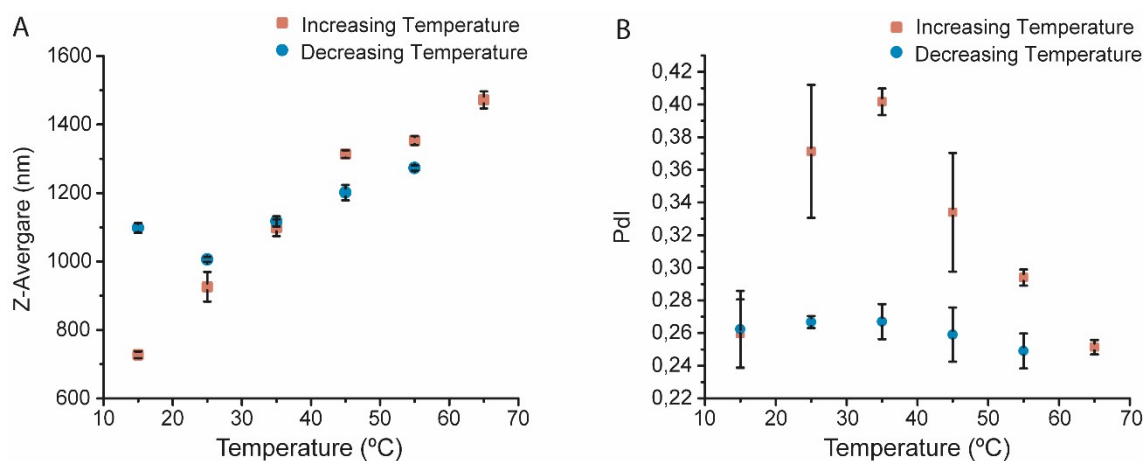 A
Increasing Temperature
Decreasing Temperature
1600
1400
1200
1000
800
600
Z-Avergare (nm)
10 20 30 40 50 60 70
Temperature (ºC)
B
Increasing Temperature
Decreasing Temperature
0,42
0,40
0,38
0,36
0,34
0,32
0,30
0,28
0,26
0,24
0,22
PdI
10 20 30 40 50 60 70
Temperature (ºC)